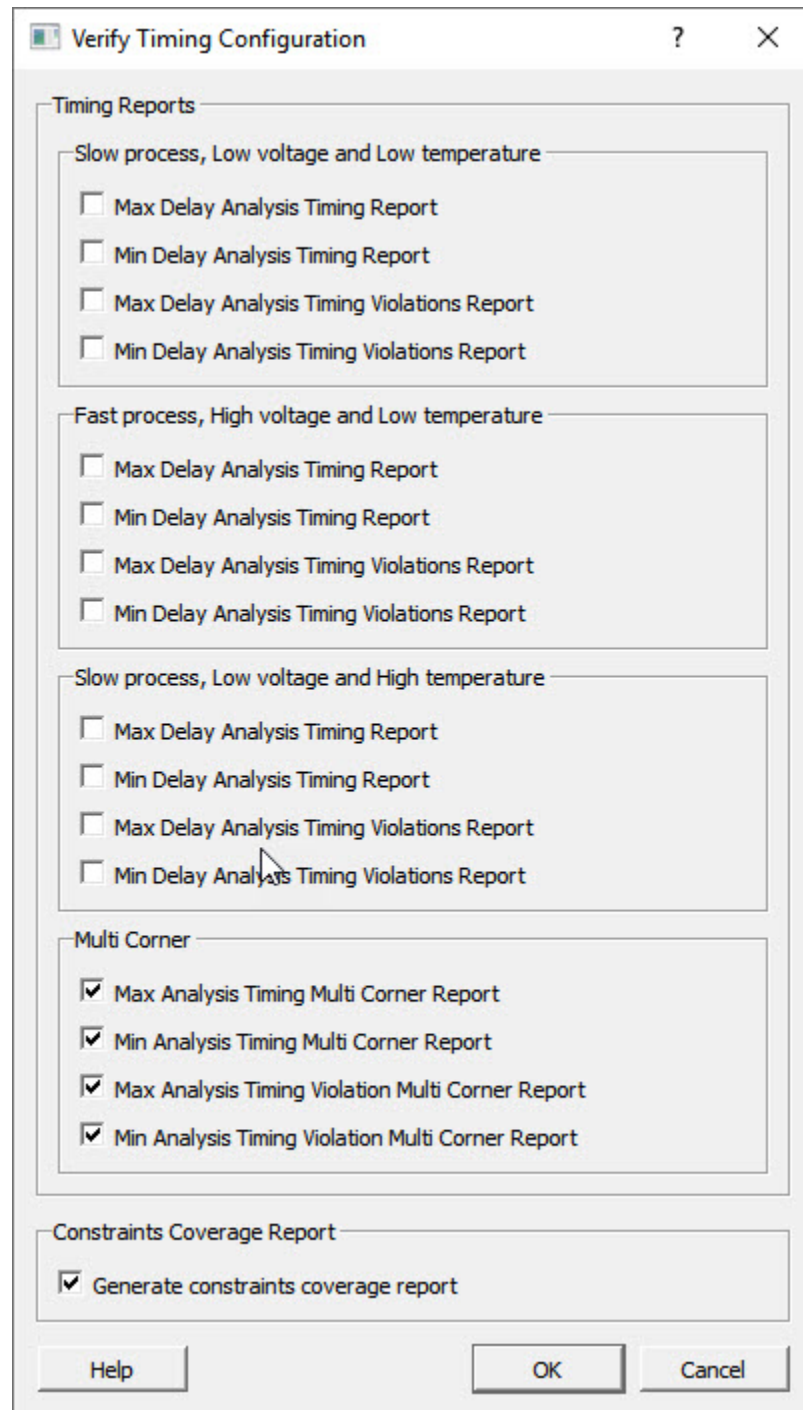 Verify Timing Configuration
?
Timing Reports
Slow process, Low voltage and Low temperature
Max Delay Analysis Timing Report
Min Delay Analysis Timing Report
Max Delay Analysis Timing Violations Report
Min Delay Analysis Timing Violations Report
Fast process, High voltage and Low temperature
Max Delay Analysis Timing Report
Min Delay Analysis Timing Report
Max Delay Analysis Timing Violations Report
Min Delay Analysis Timing Violations Report
Slow process, Low voltage and High temperature
Max Delay Analysis Timing Report
Min Delay Analysis Timing Report
Max Delay Analysis Timing Violations Report
Min Delay Analysis Timing Violations Report
Multi Corner
Max Analysis Timing Multi Corner Report
Min Analysis Timing Multi Corner Report
Max Analysis Timing Violation Multi Corner Report
Min Analysis Timing Violation Multi Corner Report
Constraints Coverage Report
Generate constraints coverage report
Help OK Cancel